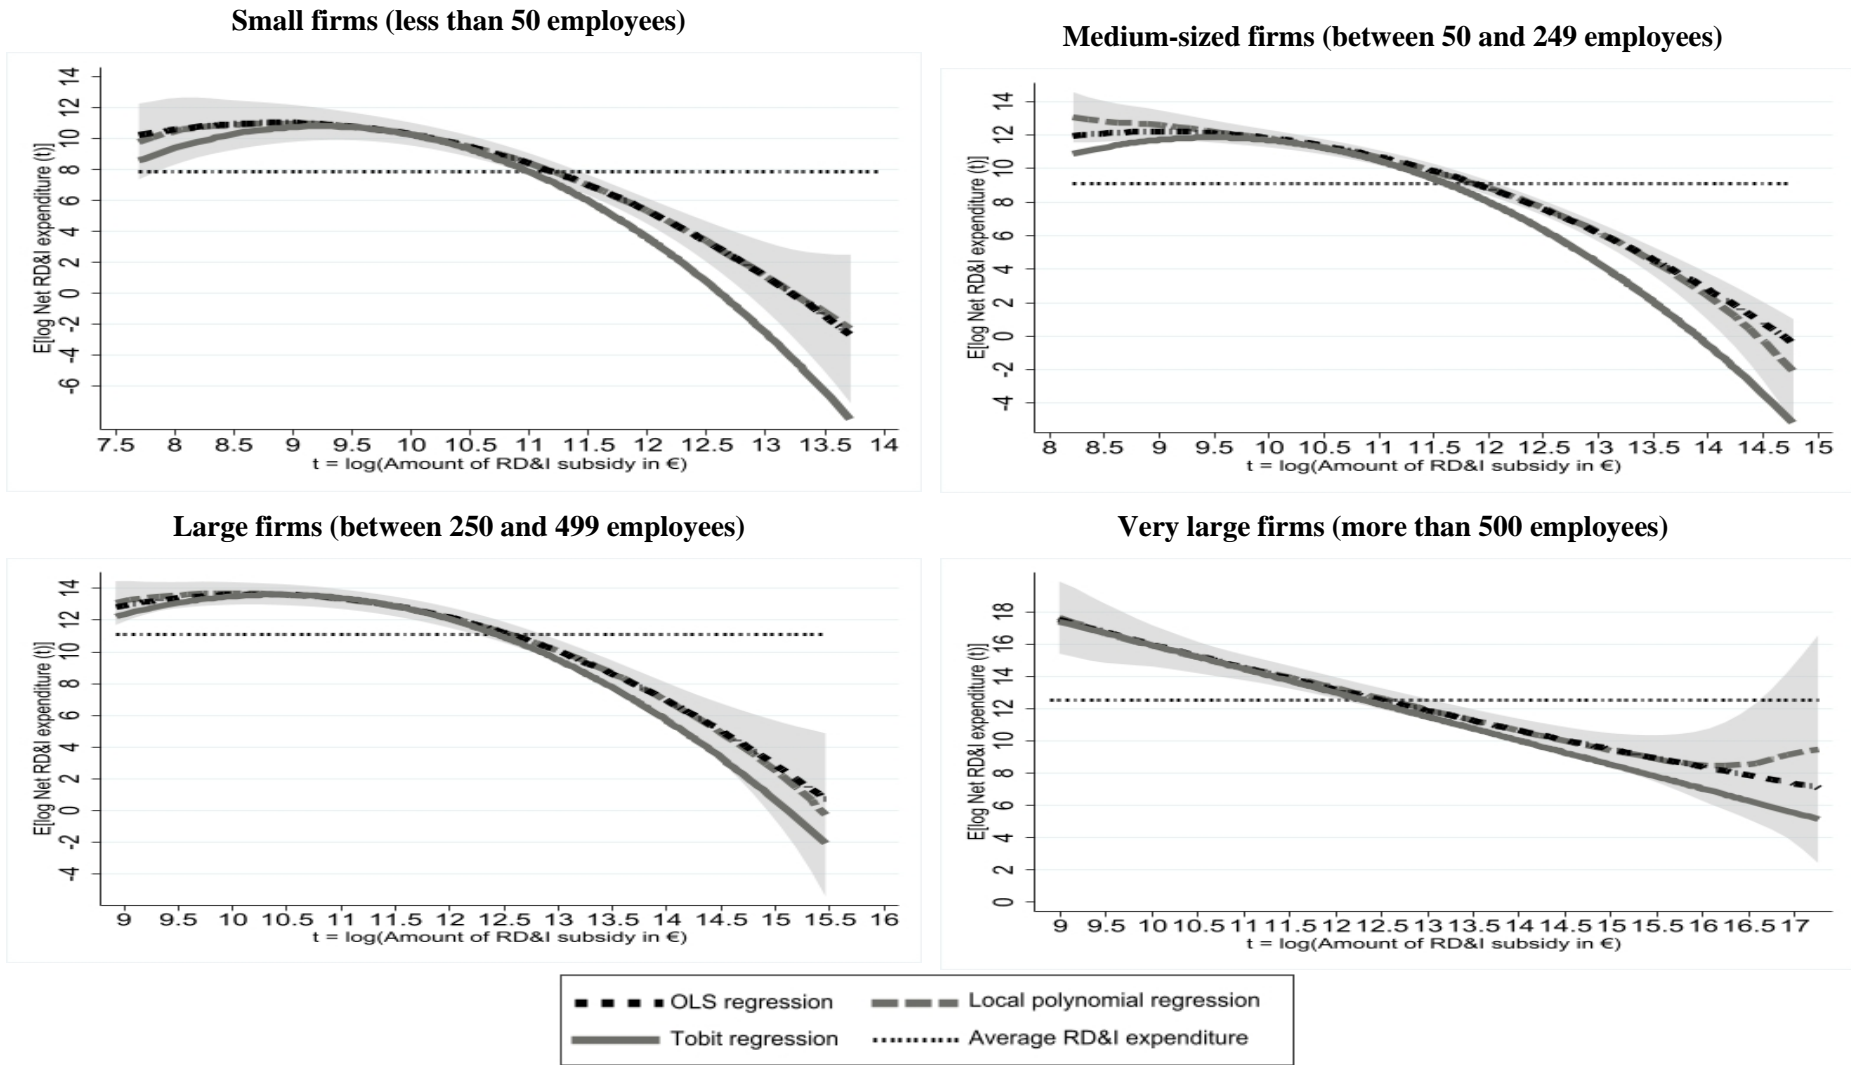 Small firms (less than 50 employees)
E[log Net RD&I expenditure (t)]
14
12
10
8
6
4
2
0
-2
-4
-6
7.5 8 8.5 9 9.5 10 10.5 11 11.5 12 12.5 13 13.5 14
t = log(Amount of RD&I subsidy in €)
Medium-sized firms (between 50 and 249 employees)
E[log Net RD&I expenditure (t)]
14
12
10
8
6
4
2
0
-2
-4
8 8.5 9 9.5 10 10.5 11 11.5 12 12.5 13 13.5 14 14.5 15
t = log(Amount of RD&I subsidy in €)
Large firms (between 250 and 499 employees)
E[log Net RD&I expenditure (t)]
14
12
10
8
6
4
2
0
-2
-4
9 9.5 10 10.5 11 11.5 12 12.5 13 13.5 14 14.5 15 15.5 16
t = log(Amount of RD&I subsidy in €)
Very large firms (more than 500 employees)
E[log Net RD&I expenditure (t)]
18
16
14
12
10
8
6
4
2
0
9 9.5 10 10.5 11 11.5 12 12.5 13 13.5 14 14.5 15 15.5 16 16.5 17
t = log(Amount of RD&I subsidy in €)
OLS regression
Local polynomial regression
Tobit regression
Average RD&I expenditure